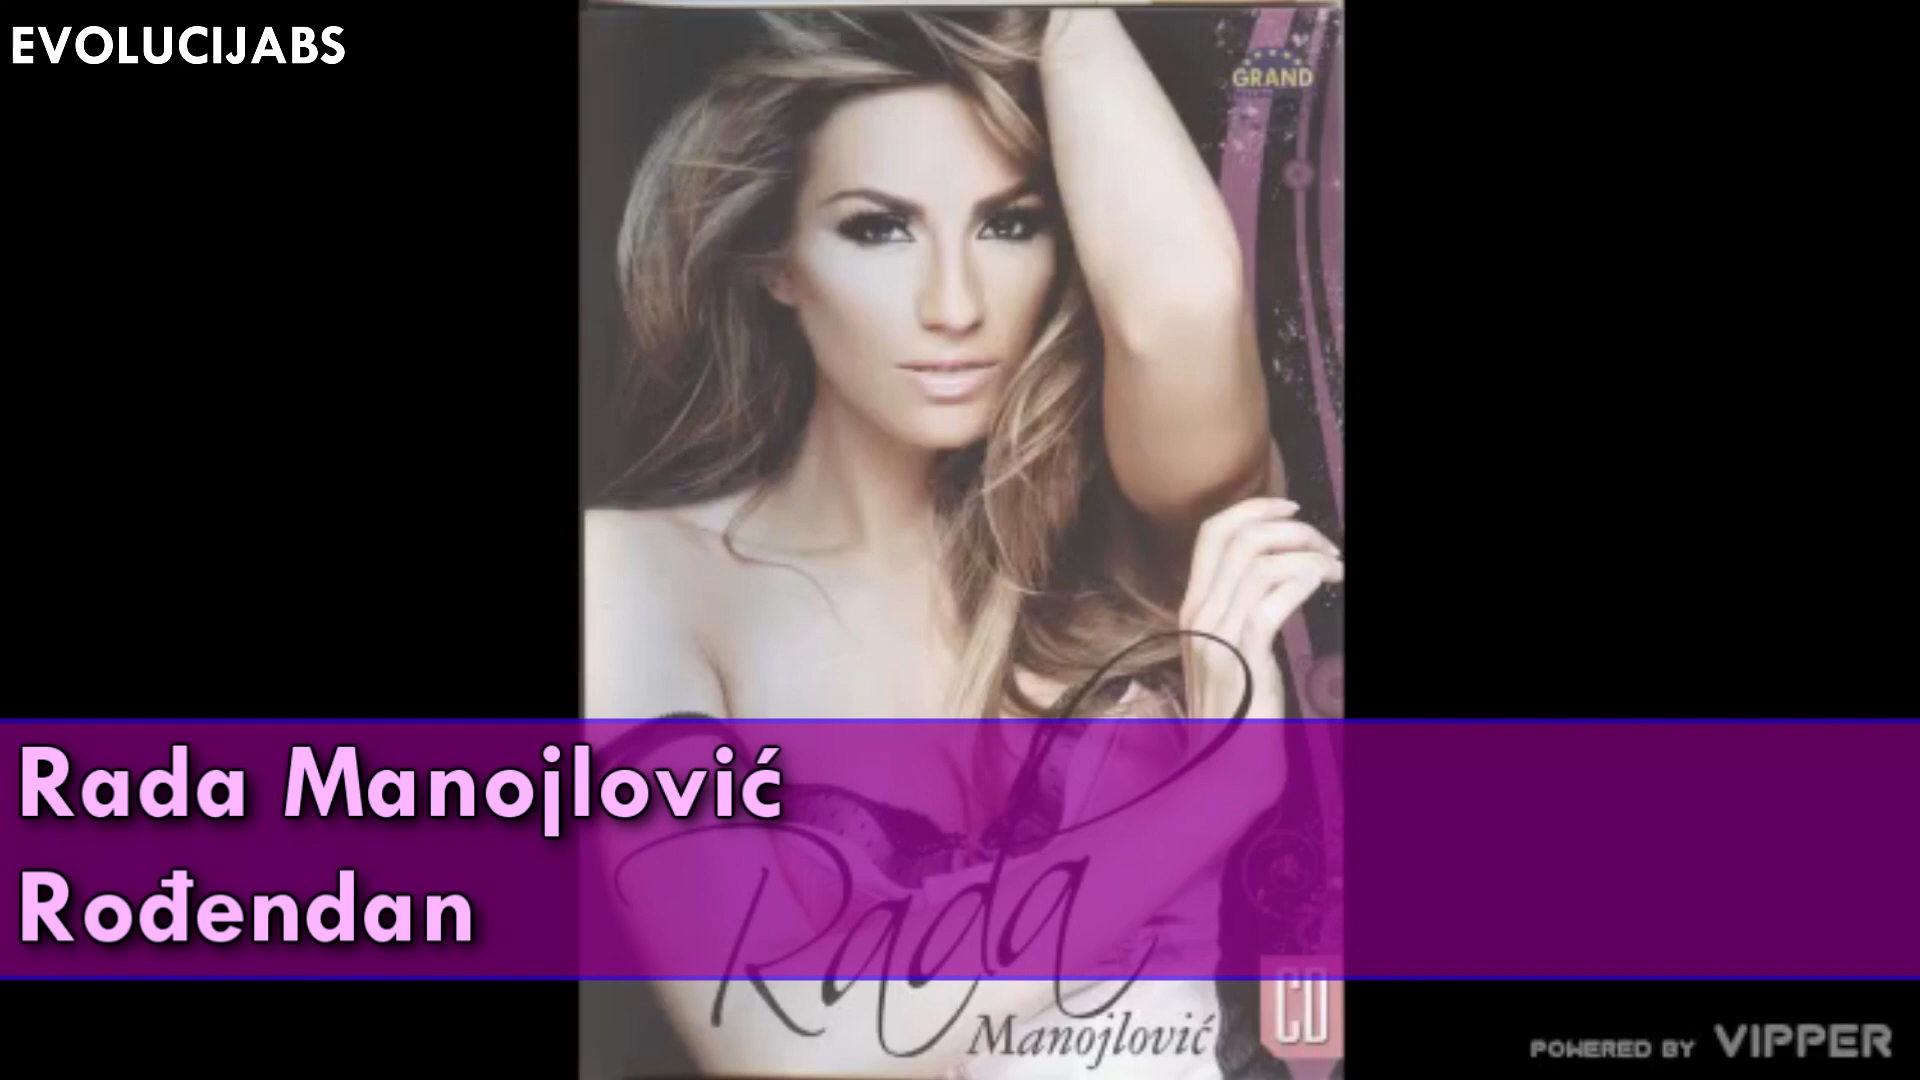 EVOLUCIJABS
GRAND
Rada Manojlović
Rođendan
Rada
Manojlović
CD
POWERED BY VIPPER